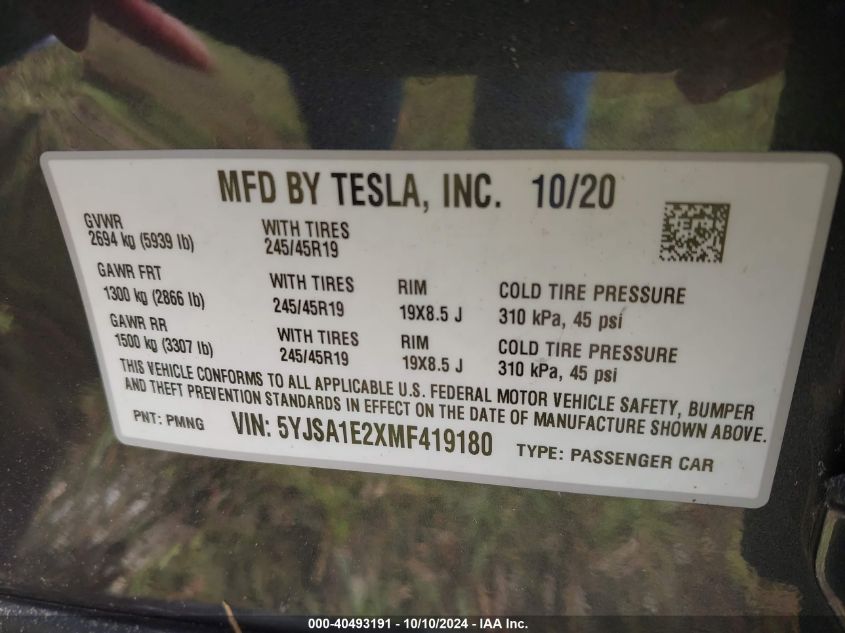 MFD BY TESLA, INC. 10/20
GVWR
2694 kg (5939 lb)
WITH TIRES
245/45R19
GAWR FRT
1300 kg (2866 lb)
WITH TIRES
245/45R19
RIM
19X8.5 J
COLD TIRE PRESSURE
310 kPa, 45 psi
GAWR RR
1500 kg (3307 lb)
WITH TIRES
245/45R19
RIM
19X8.5 J
COLD TIRE PRESSURE
310 kPa, 45 psi
THIS VEHICLE CONFORMS TO ALL APPLICABLE U.S. FEDERAL MOTOR VEHICLE SAFETY, BUMPER
AND THEFT PREVENTION STANDARDS IN EFFECT ON THE DATE OF MANUFACTURE SHOWN ABOVE.
PNT: PMNG VIN: 5YJSA1E2XMF419180 TYPE: PASSENGER CAR
000-40493191 - 10/10/2024 - IAA Inc.